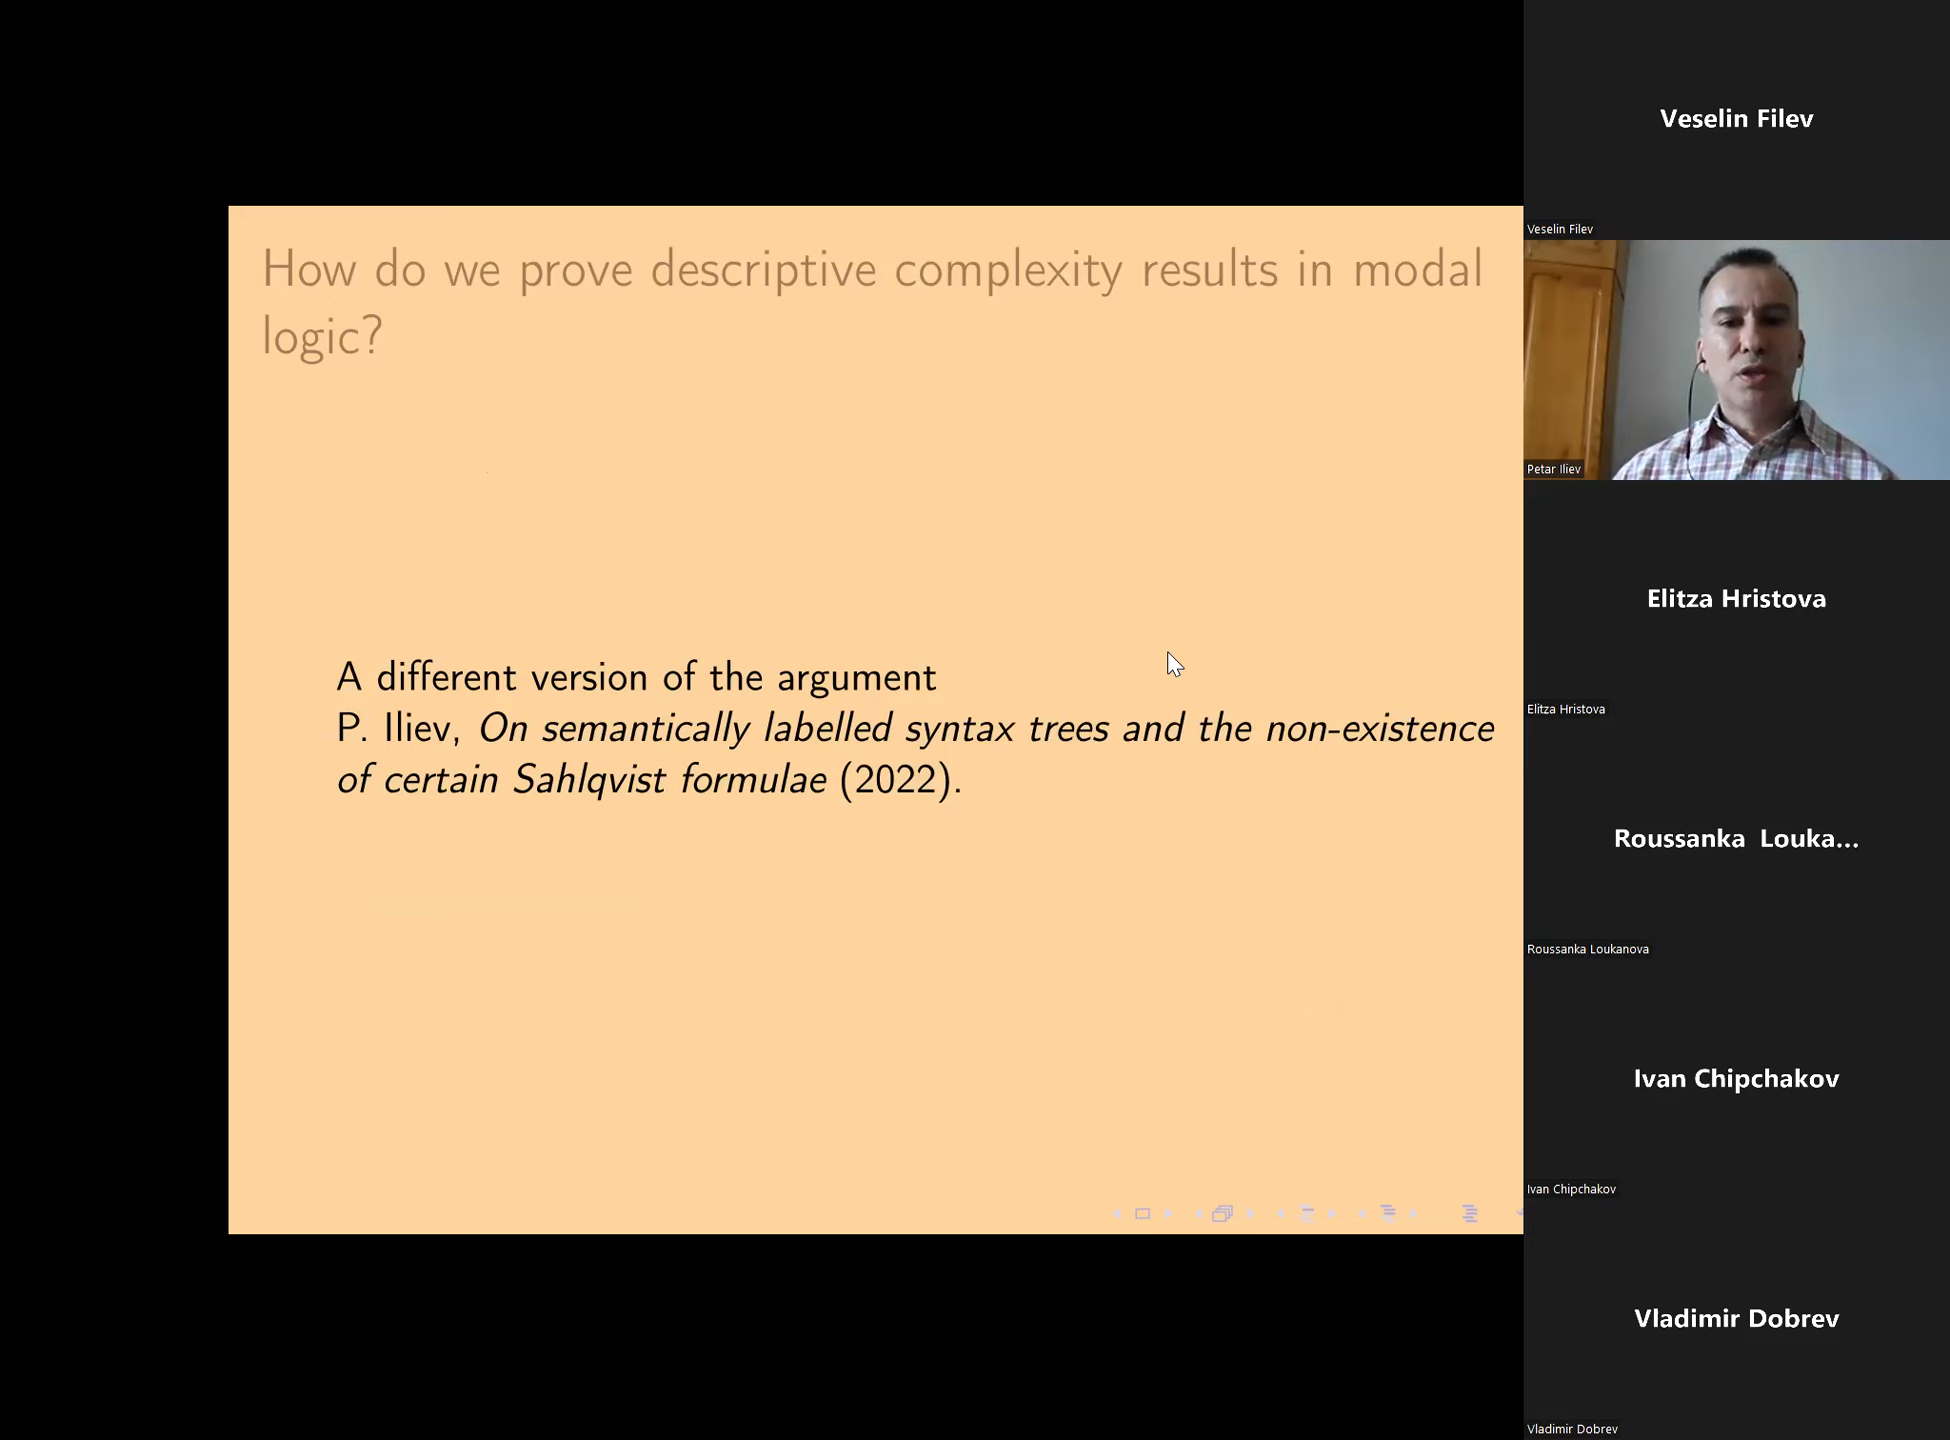 How do we prove descriptive complexity results in modal
logic?
A different version of the argument
P. Iliev, On semantically labelled syntax trees and the non-existence
of certain Sahlqvist formulae (2022).
Veselin Filev
Veselin Filev
Petar Iliev
Elitza Hristova
Elitza Hristova
Roussanka Louka...
Roussanka Loukanova
Ivan Chipchakov
Ivan Chipchakov
Vladimir Dobrev
Vladimir Dobrev